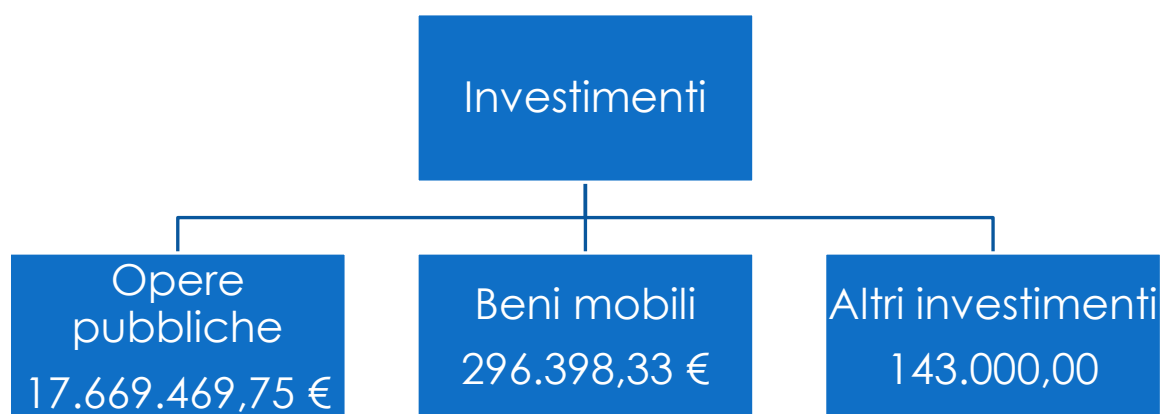 Investimenti
Opere
pubbliche
17.669.469,75 €
Beni mobili
296.398,33 €
Altri investimenti
143.000,00